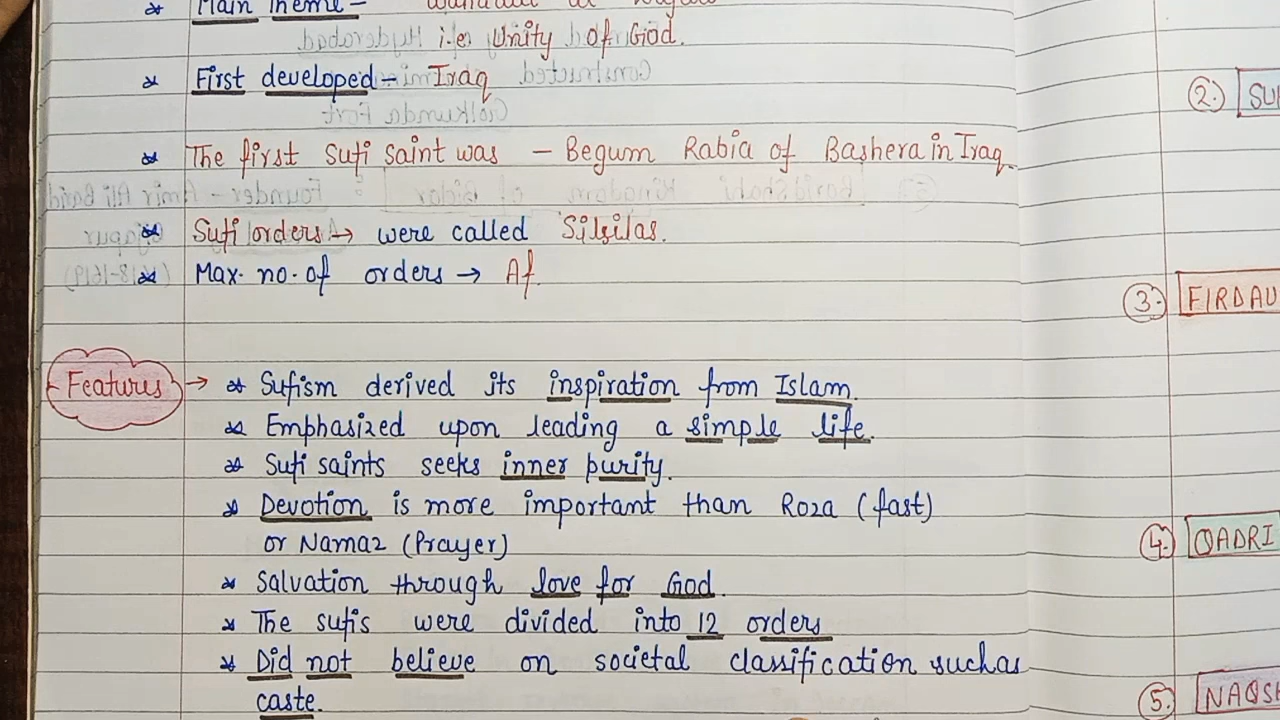 * Main Theme -
i.e. Unity of God.
* First developed - Iraq
* The first Sufi Saint was - Begum Rabia of Bashera in Iraq
* Sufi orders → were called Silsilas.
* Max. no. of orders → Af.
Features → * Sufism derived its inspiration from Islam.
* Emphasized upon leading a simple life.
* Sufi saints seeks inner purity.
* Devotion is more important than Roza (fast)
or Namaz (Prayer)
* Salvation through love for God.
* The sufis were divided into 12 orders
* Did not believe on societal classification such as
caste.
2. SU
3. FIRDAU
4. QADRI
5. NAQSH